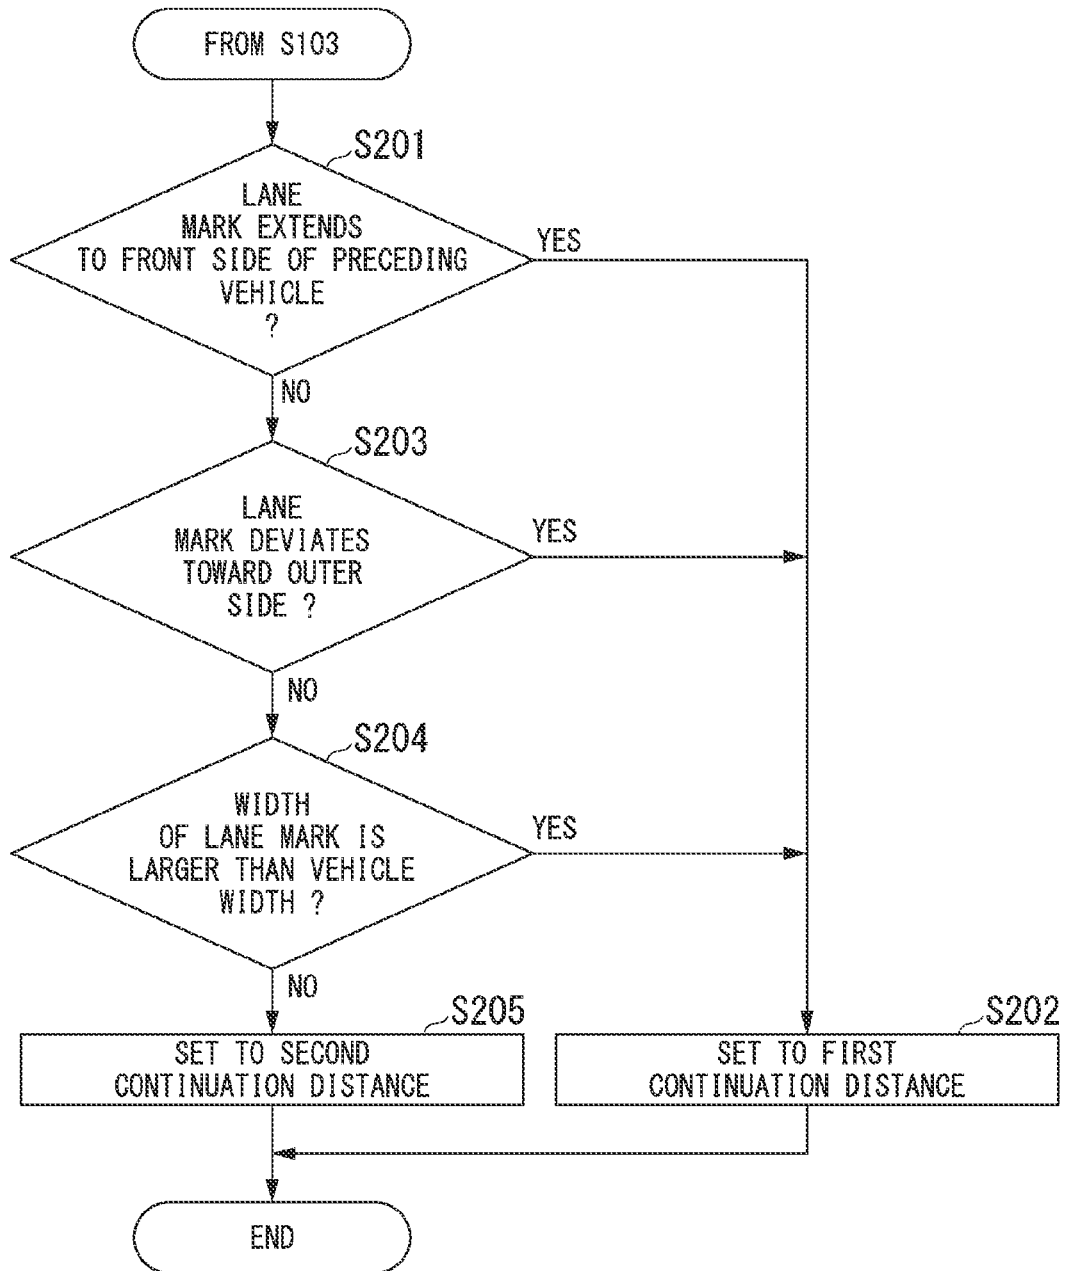 FROM S103
S201
LANE
MARK EXTENDS
TO FRONT SIDE OF PRECEDING
VEHICLE
?
YES
NO
S203
LANE
MARK DEVIATES
TOWARD OUTER
SIDE ?
YES
NO
S204
WIDTH
OF LANE MARK IS
LARGER THAN VEHICLE
WIDTH ?
YES
NO
S205
SET TO SECOND
CONTINUATION DISTANCE
S202
SET TO FIRST
CONTINUATION DISTANCE
END